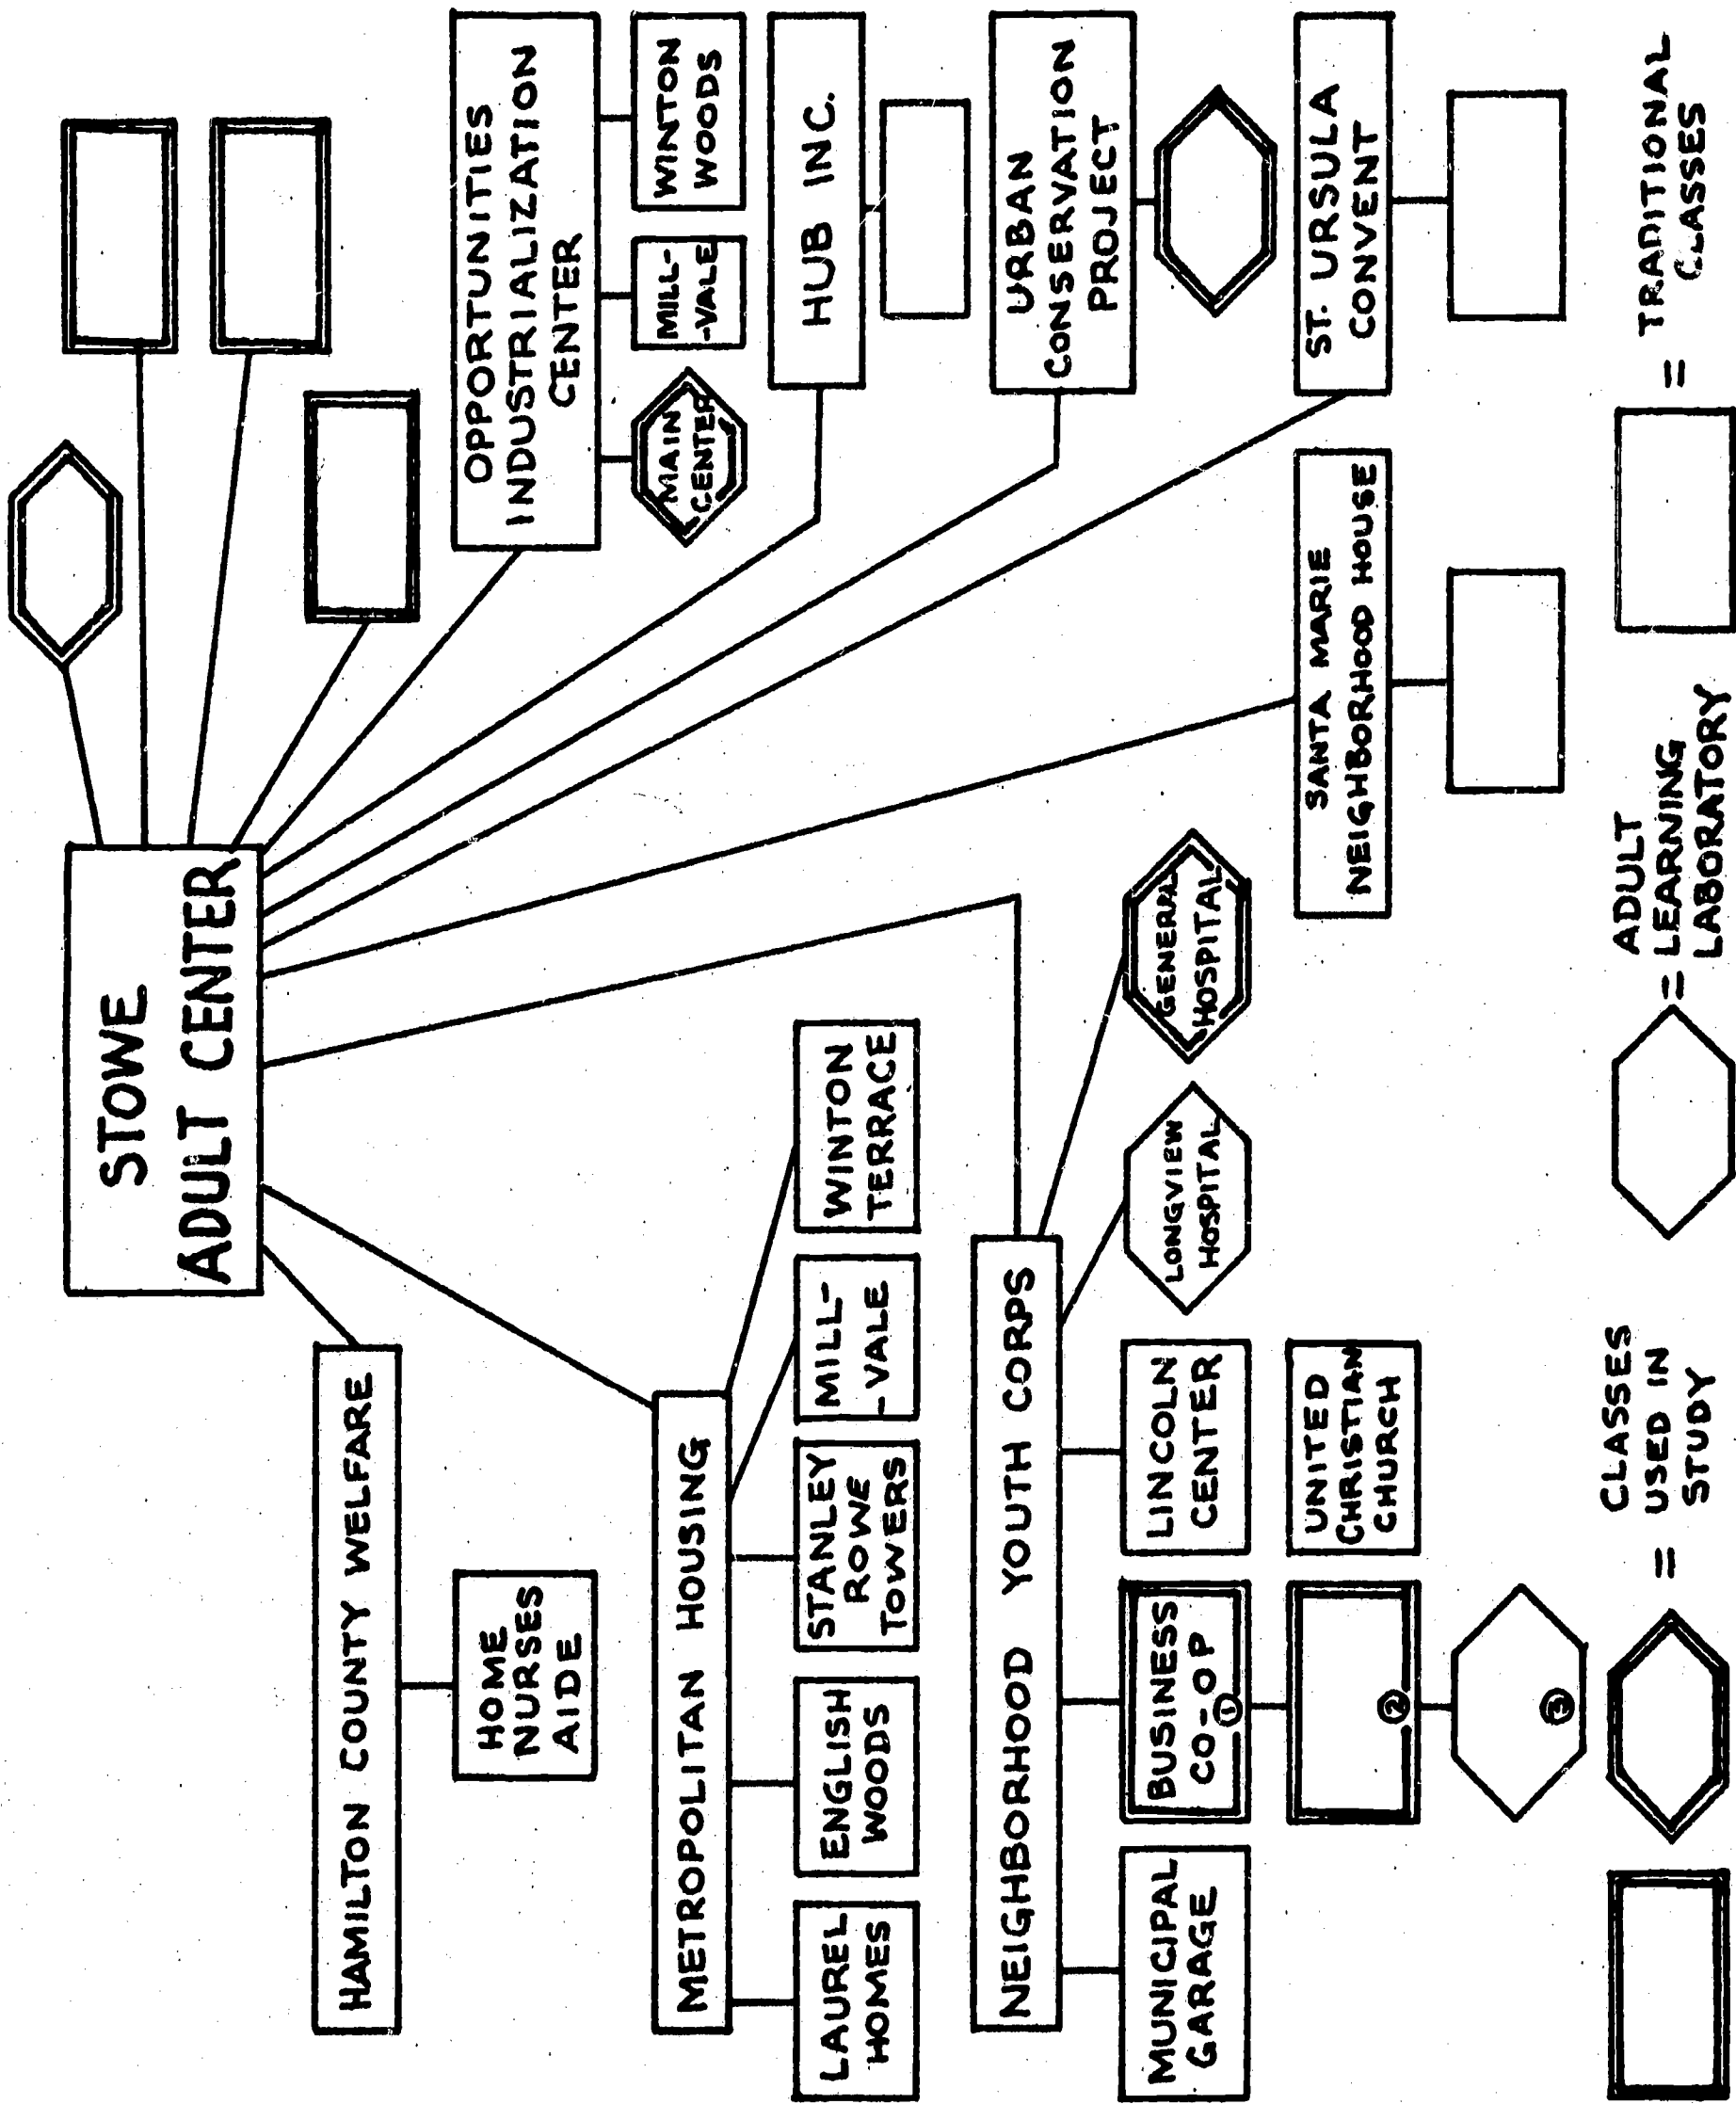 STOWE
ADULT CENTER
HAMILTON COUNTY WELFARE
HOME
NURSES
AIDE
METROPOLITAN HOUSING
LAUREL
HOMES
ENGLISH
WOODS
STANLEY
ROWE
TOWERS
MILL-
-VALE
WINTON
TERRACE
NEIGHBORHOOD YOUTH CORPS
MUNICIPAL
GARAGE
BUSINESS
CO-OP
①
②
③
LINCOLN
CENTER
UNITED
CHRISTIAN
CHURCH
LONGVIEW
HOSPITAL
GENERAL
HOSPITAL
OPPORTUNITIES
INDUSTRIALIZATION
CENTER
MAIN
CENTER
MILL-
-VALE
WINTON
WOODS
HUB INC.
URBAN
CONSERVATION
PROJECT
SANTA MARIE
NEIGHBORHOOD HOUSE
ST. URSULA
CONVENT
= CLASSES
USED IN
STUDY
= ADULT
LEARNING
LABORATORY
= TRADITIONAL
CLASSES